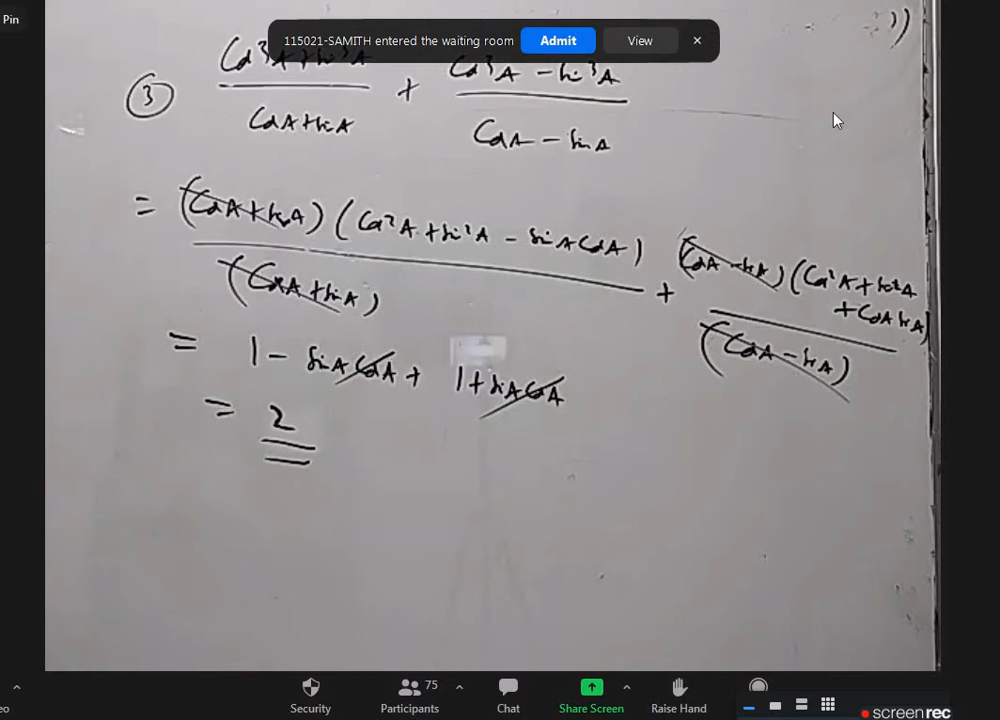 Pin
115021-SAMITH entered the waiting room Admit View ×
③ Cos³A + sin³A / CosA + sinA + Cos³A - sin³A / CosA - sinA
= (CosA + sinA) (Cos²A + sin²A - sinA CosA) / (CosA + sinA) + (CosA - sinA) (Cos²A + sin²A + CosA sinA) / (CosA - sinA)
= 1 - sinA CosA + 1 + sinA CosA
= 2
eo Security Participants 75 Chat Share Screen Raise Hand
screenrec